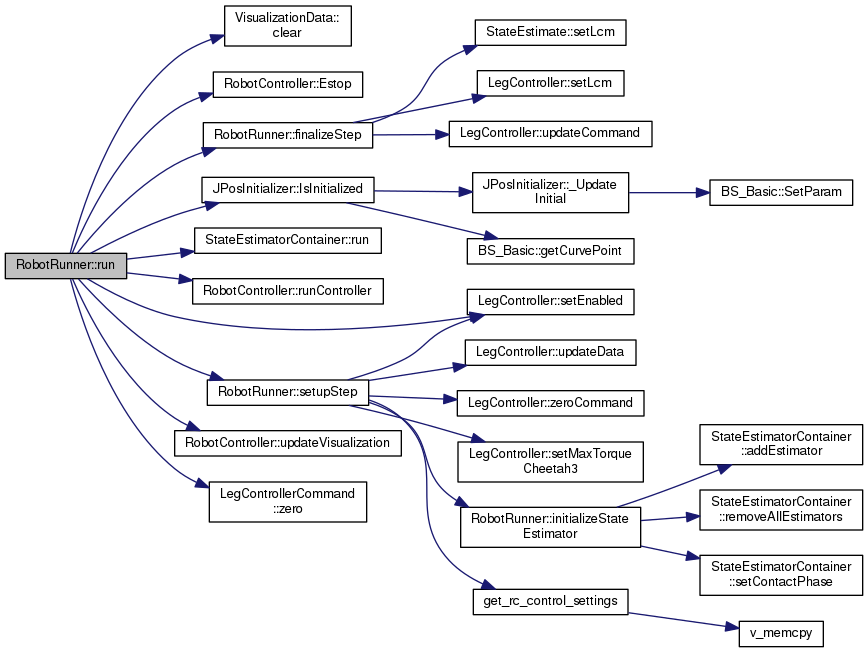 RobotRunner::run
VisualizationData::
clear
RobotController::Estop
RobotRunner::finalizeStep
JPosInitializer::IsInitialized
StateEstimatorContainer::run
RobotController::runController
RobotRunner::setupStep
RobotController::updateVisualization
LegControllerCommand
::zero
StateEstimate::setLcm
LegController::setLcm
LegController::updateCommand
JPosInitializer::_Update
Initial
BS_Basic::getCurvePoint
LegController::setEnabled
LegController::updateData
LegController::zeroCommand
LegController::setMaxTorque
Cheetah3
RobotRunner::initializeState
Estimator
get_rc_control_settings
BS_Basic::SetParam
StateEstimatorContainer
::addEstimator
StateEstimatorContainer
::removeAllEstimators
StateEstimatorContainer
::setContactPhase
v_memcpy